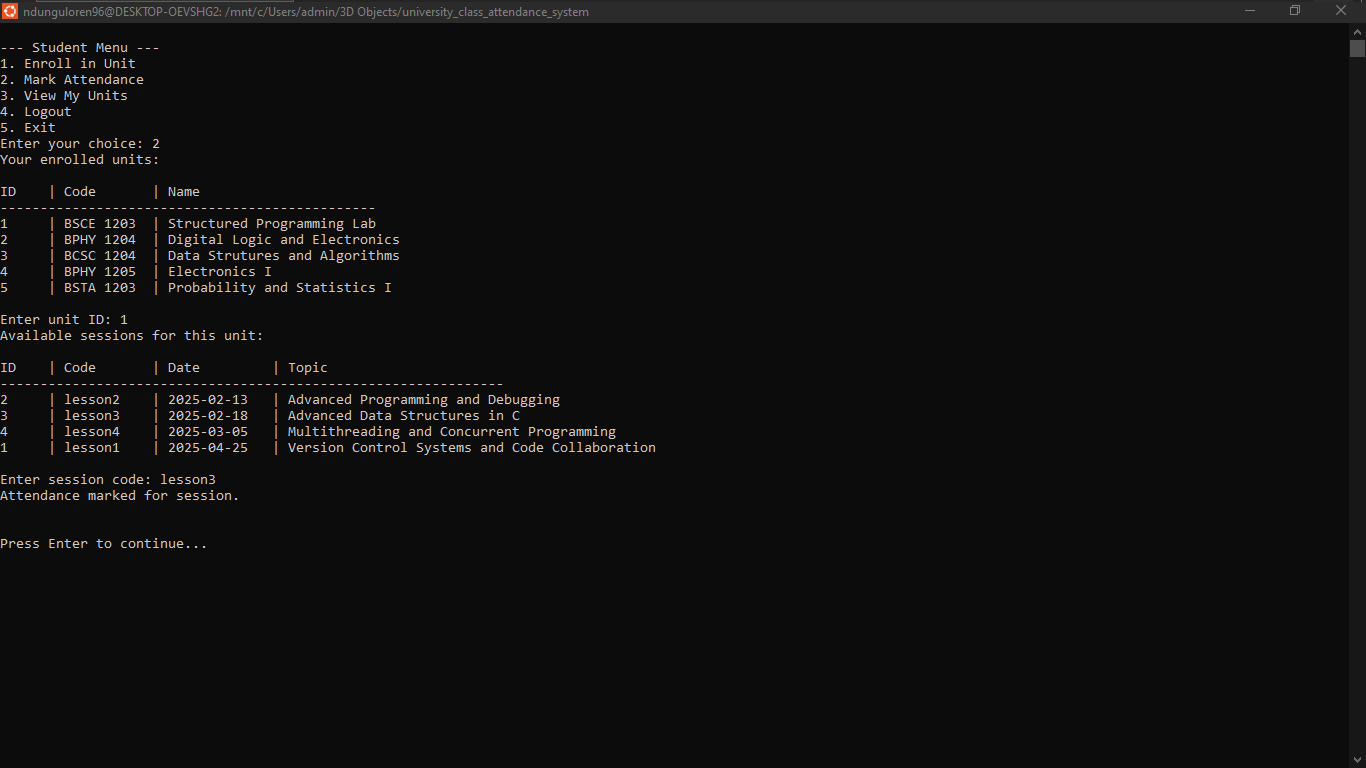 ndunguloren96@DESKTOP-OEVSHG2: /mnt/c/Users/admin/3D Objects/university_class_attendance_system
--- Student Menu ---
1. Enroll in Unit
2. Mark Attendance
3. View My Units
4. Logout
5. Exit
Enter your choice: 2
Your enrolled units:
ID    | Code       | Name
-----------------------------------------------
1     | BSCE 1203  | Structured Programming Lab
2     | BPHY 1204  | Digital Logic and Electronics
3     | BCSC 1204  | Data Strutures and Algorithms
4     | BPHY 1205  | Electronics I
5     | BSTA 1203  | Probability and Statistics I
Enter unit ID: 1
Available sessions for this unit:
ID    | Code       | Date         | Topic
---------------------------------------------------------------
2     | lesson2    | 2025-02-13   | Advanced Programming and Debugging
3     | lesson3    | 2025-02-18   | Advanced Data Structures in C
4     | lesson4    | 2025-03-05   | Multithreading and Concurrent Programming
1     | lesson1    | 2025-04-25   | Version Control Systems and Code Collaboration
Enter session code: lesson3
Attendance marked for session.
Press Enter to continue...